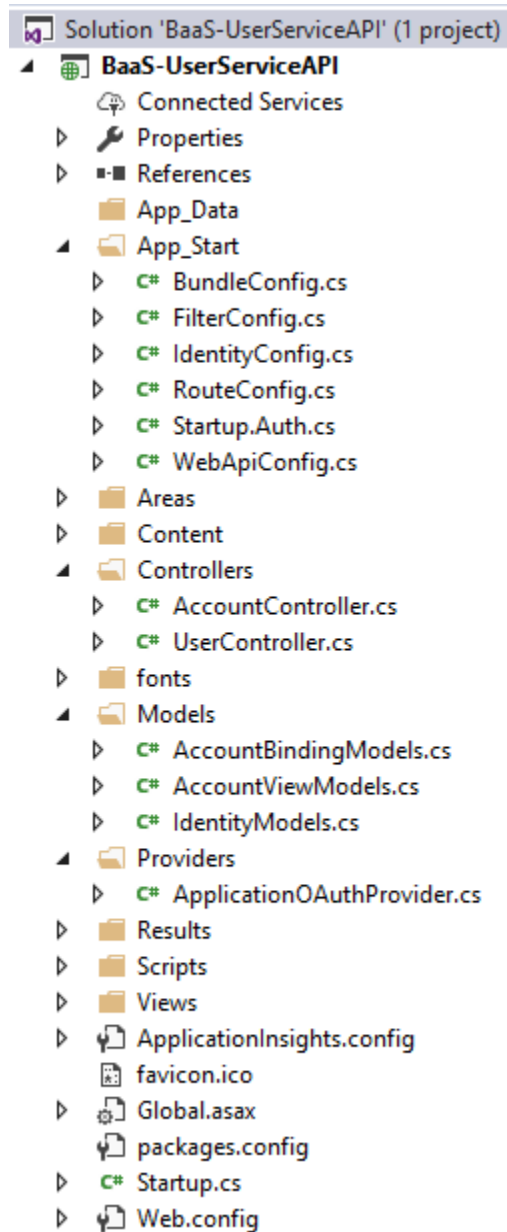 Solution 'BaaS-UserServiceAPI' (1 project)
BaaS-UserServiceAPI
Connected Services
Properties
References
App_Data
App_Start
C# BundleConfig.cs
C# FilterConfig.cs
C# IdentityConfig.cs
C# RouteConfig.cs
C# Startup.Auth.cs
C# WebApiConfig.cs
Areas
Content
Controllers
C# AccountController.cs
C# UserController.cs
fonts
Models
C# AccountBindingModels.cs
C# AccountViewModels.cs
C# IdentityModels.cs
Providers
C# ApplicationOAuthProvider.cs
Results
Scripts
Views
ApplicationInsights.config
favicon.ico
Global.asax
packages.config
C# Startup.cs
Web.config